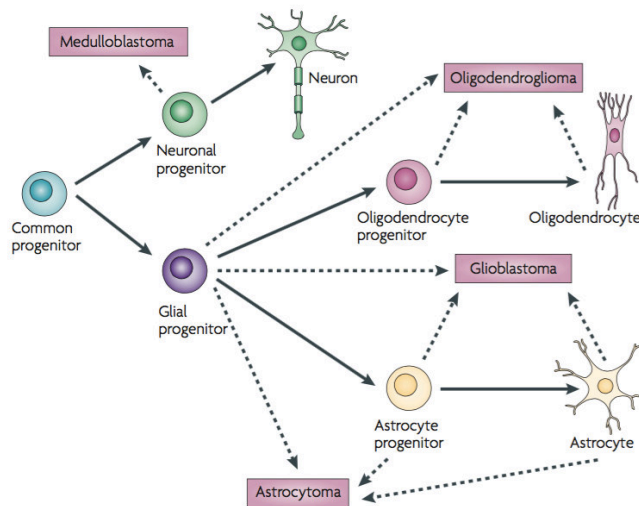 Medulloblastoma
Neuron
Oligodendroglioma
Neuronal
progenitor
Common
progenitor
Oligodendrocyte
progenitor
Oligodendrocyte
Glial
progenitor
Glioblastoma
Astrocyte
progenitor
Astrocyte
Astrocytoma